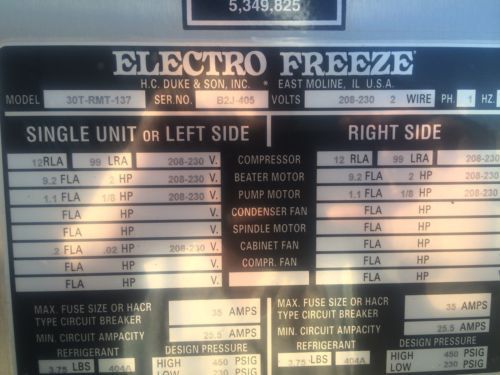 5,349,825
ELECTRO FREEZE®
H.C. DUKE & SON, INC. EAST MOLINE, IL U.S.A.
MODEL 30T-RMT-137 SER.NO. B2J-405 VOLTS 208-230 2 WIRE PH. 1 HZ.
SINGLE UNIT OR LEFT SIDE RIGHT SIDE
12 RLA 99 LRA 208-230 V. COMPRESSOR 12 RLA 99 LRA 208-230
9.2 FLA 2 HP 208-230 V. BEATER MOTOR 9.2 FLA 2 HP 208-230
1.1 FLA 1/8 HP 208-230 V. PUMP MOTOR 1.1 FLA 1/8 HP 208-230
FLA HP V. CONDENSER FAN FLA HP
FLA HP V. SPINDLE MOTOR FLA HP
.2 FLA .02 HP 208-230 V. CABINET FAN FLA HP
FLA HP V. COMPR. FAN FLA HP
MAX. FUSE SIZE OR HACR TYPE CIRCUIT BREAKER 35 AMPS MAX. FUSE SIZE OR HACR TYPE CIRCUIT BREAKER 35 AMPS
MIN. CIRCUIT AMPACITY 25.5 AMPS MIN. CIRCUIT AMPACITY 25.5 AMPS
REFRIGERANT DESIGN PRESSURE REFRIGERANT DESIGN PRESSURE
3.75 LBS 404A HIGH 450 PSIG 3.75 LBS 404A HIGH 450 PSIG
LOW 230 PSIG LOW 230 PSIG